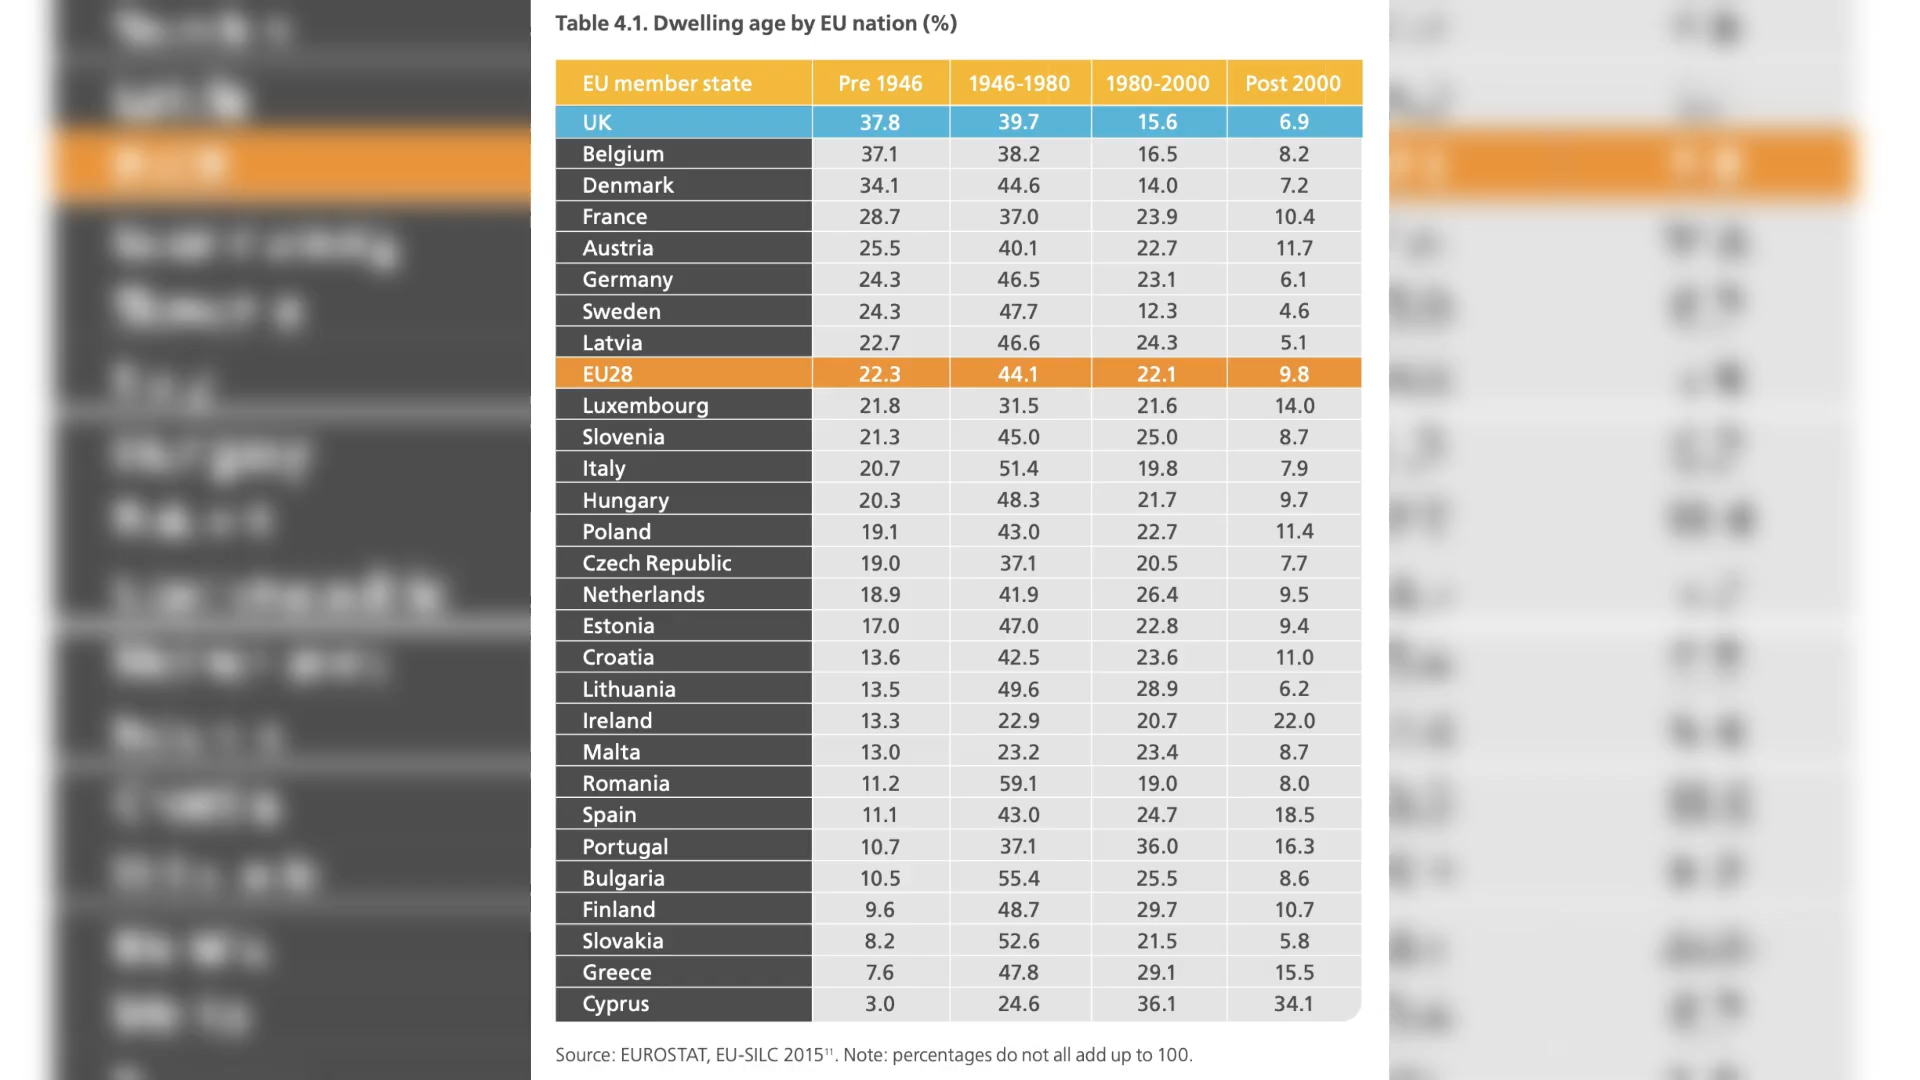 Table 4.1. Dwelling age by EU nation (%)
EU member state Pre 1946 1946-1980 1980-2000 Post 2000
UK 37.8 39.7 15.6 6.9
Belgium 37.1 38.2 16.5 8.2
Denmark 34.1 44.6 14.0 7.2
France 28.7 37.0 23.9 10.4
Austria 25.5 40.1 22.7 11.7
Germany 24.3 46.5 23.1 6.1
Sweden 24.3 47.7 12.3 4.6
Latvia 22.7 46.6 24.3 5.1
EU28 22.3 44.1 22.1 9.8
Luxembourg 21.8 31.5 21.6 14.0
Slovenia 21.3 45.0 25.0 8.7
Italy 20.7 51.4 19.8 7.9
Hungary 20.3 48.3 21.7 9.7
Poland 19.1 43.0 22.7 11.4
Czech Republic 19.0 37.1 20.5 7.7
Netherlands 18.9 41.9 26.4 9.5
Estonia 17.0 47.0 22.8 9.4
Croatia 13.6 42.5 23.6 11.0
Lithuania 13.5 49.6 28.9 6.2
Ireland 13.3 22.9 20.7 22.0
Malta 13.0 23.2 23.4 8.7
Romania 11.2 59.1 19.0 8.0
Spain 11.1 43.0 24.7 18.5
Portugal 10.7 37.1 36.0 16.3
Bulgaria 10.5 55.4 25.5 8.6
Finland 9.6 48.7 29.7 10.7
Slovakia 8.2 52.6 21.5 5.8
Greece 7.6 47.8 29.1 15.5
Cyprus 3.0 24.6 36.1 34.1
Source: EUROSTAT, EU-SILC 2015¹¹. Note: percentages do not all add up to 100.